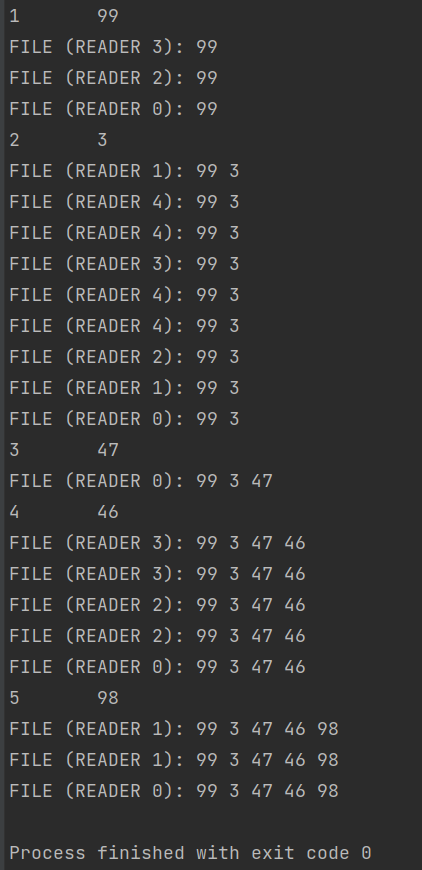 1       99
FILE (READER 3): 99
FILE (READER 2): 99
FILE (READER 0): 99
2       3
FILE (READER 1): 99 3
FILE (READER 4): 99 3
FILE (READER 4): 99 3
FILE (READER 3): 99 3
FILE (READER 4): 99 3
FILE (READER 4): 99 3
FILE (READER 2): 99 3
FILE (READER 1): 99 3
FILE (READER 0): 99 3
3       47
FILE (READER 0): 99 3 47
4       46
FILE (READER 3): 99 3 47 46
FILE (READER 3): 99 3 47 46
FILE (READER 2): 99 3 47 46
FILE (READER 2): 99 3 47 46
FILE (READER 0): 99 3 47 46
5       98
FILE (READER 1): 99 3 47 46 98
FILE (READER 1): 99 3 47 46 98
FILE (READER 0): 99 3 47 46 98
Process finished with exit code 0